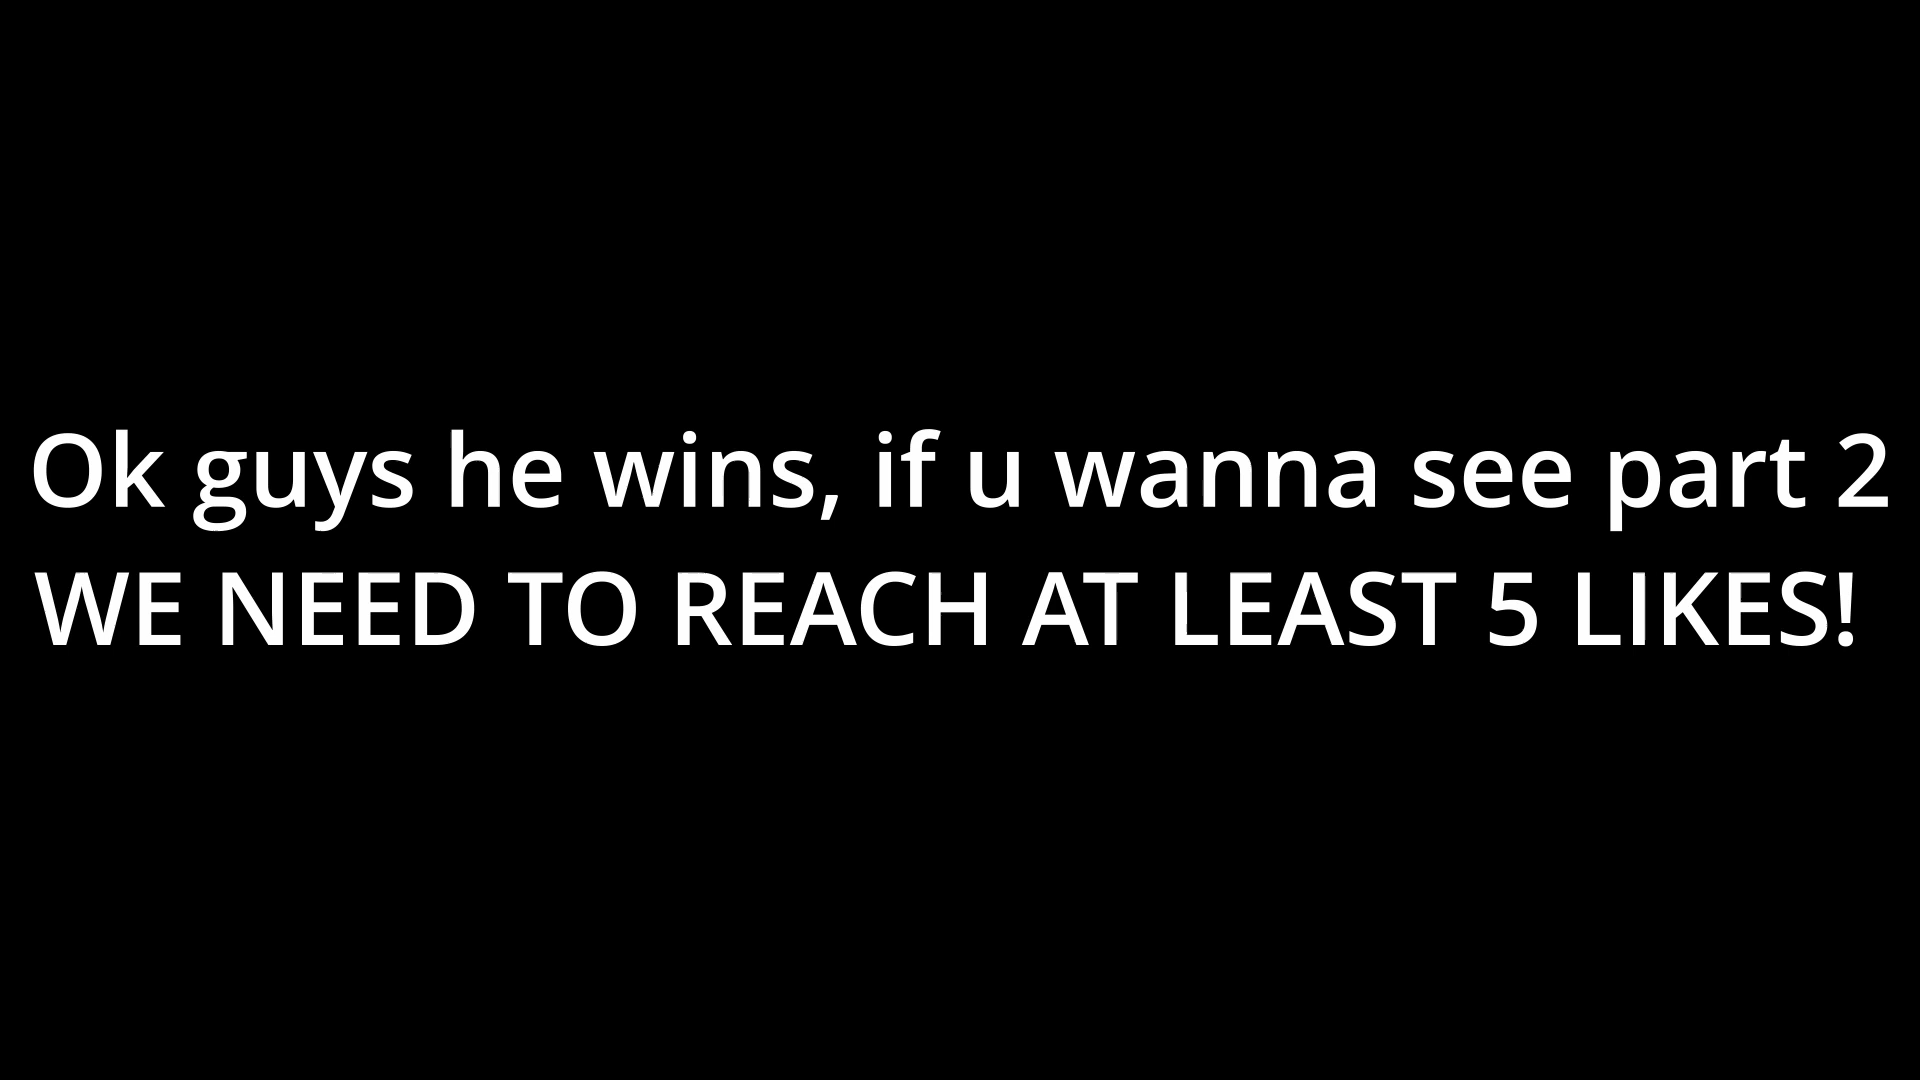 Ok guys he wins, if u wanna see part 2
WE NEED TO REACH AT LEAST 5 LIKES!